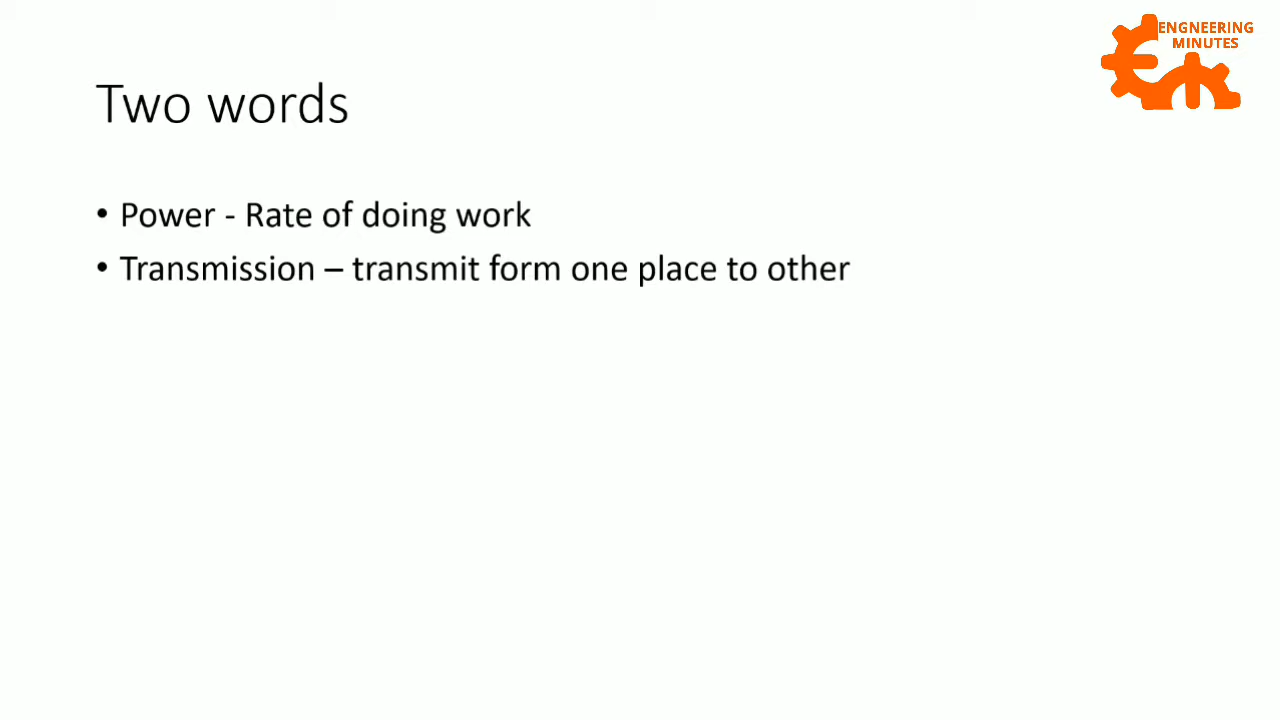 ENGNEERING
MINUTES
Two words
• Power - Rate of doing work
• Transmission – transmit form one place to other